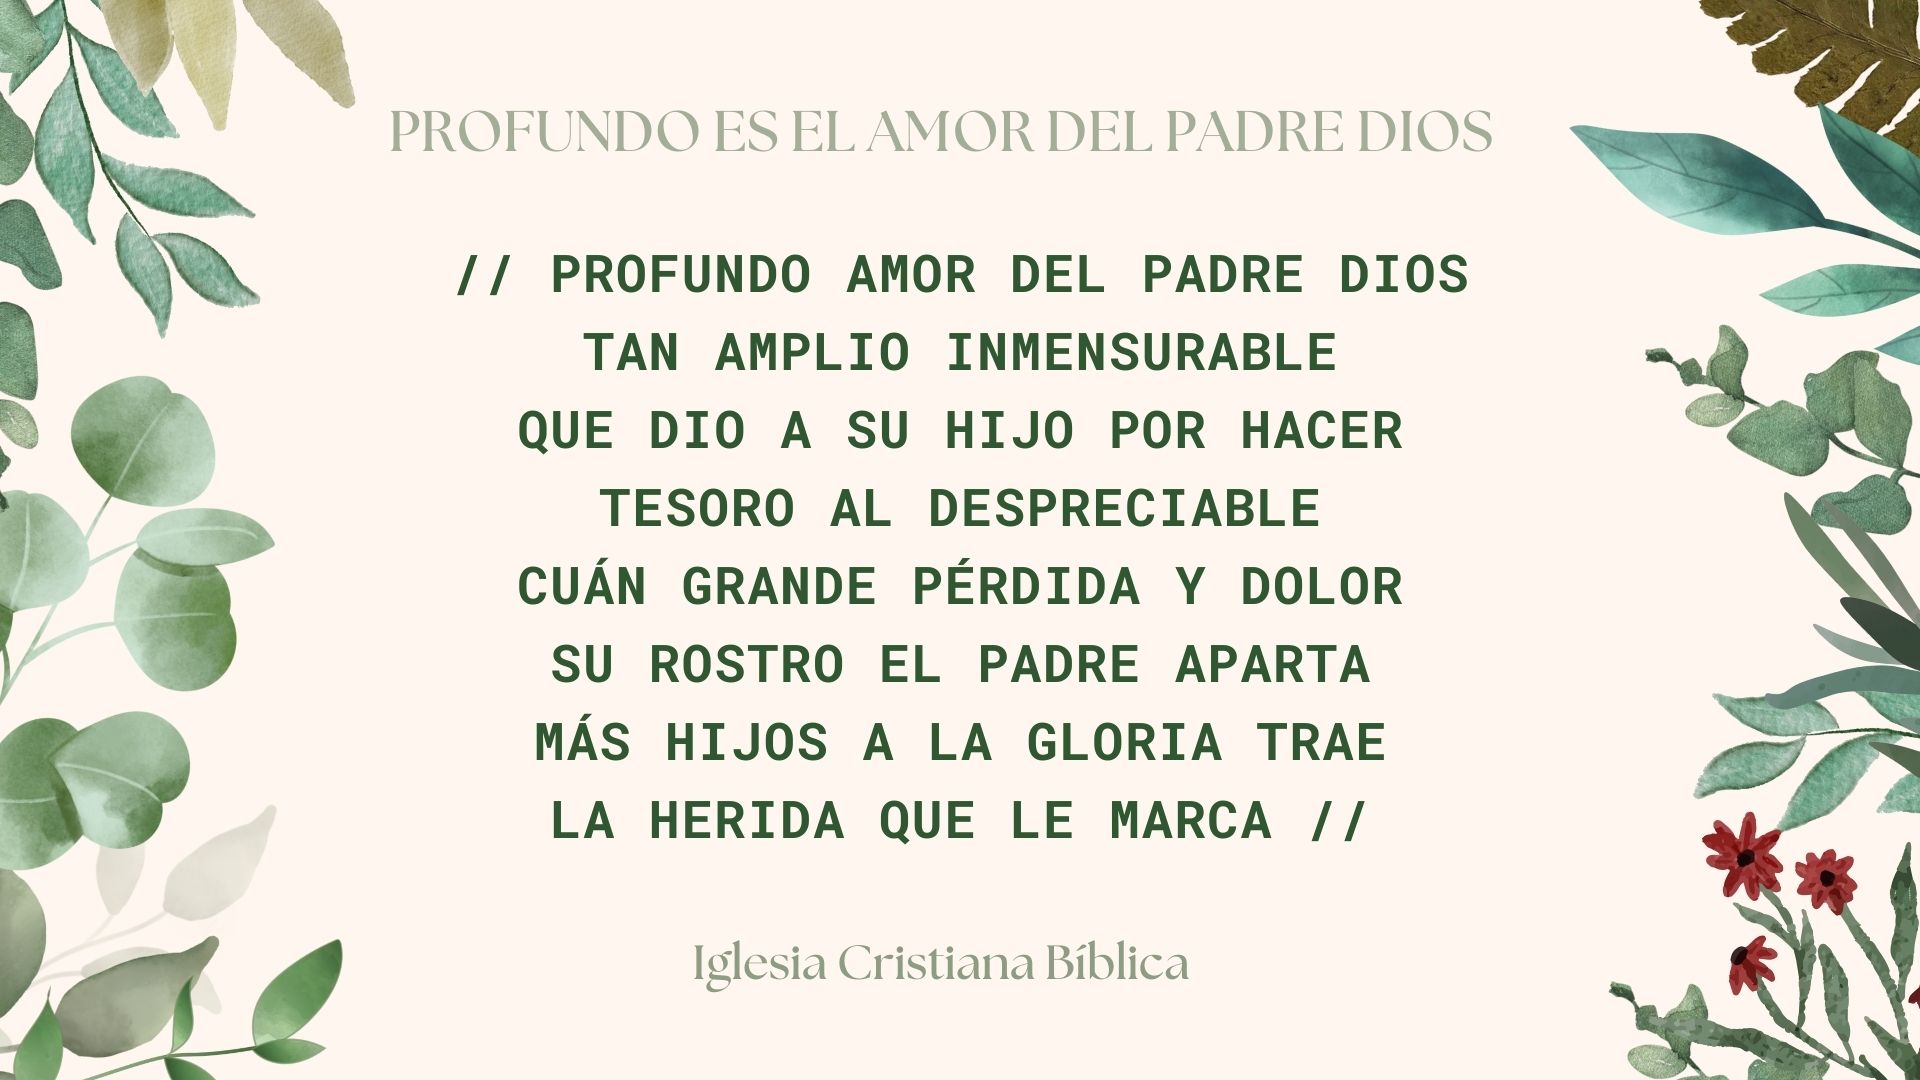 PROFUNDO ES EL AMOR DEL PADRE DIOS
// PROFUNDO AMOR DEL PADRE DIOS
TAN AMPLIO INMENSURABLE
QUE DIO A SU HIJO POR HACER
TESORO AL DESPRECIABLE
CUÁN GRANDE PÉRDIDA Y DOLOR
SU ROSTRO EL PADRE APARTA
MÁS HIJOS A LA GLORIA TRAE
LA HERIDA QUE LE MARCA //
Iglesia Cristiana Bíblica